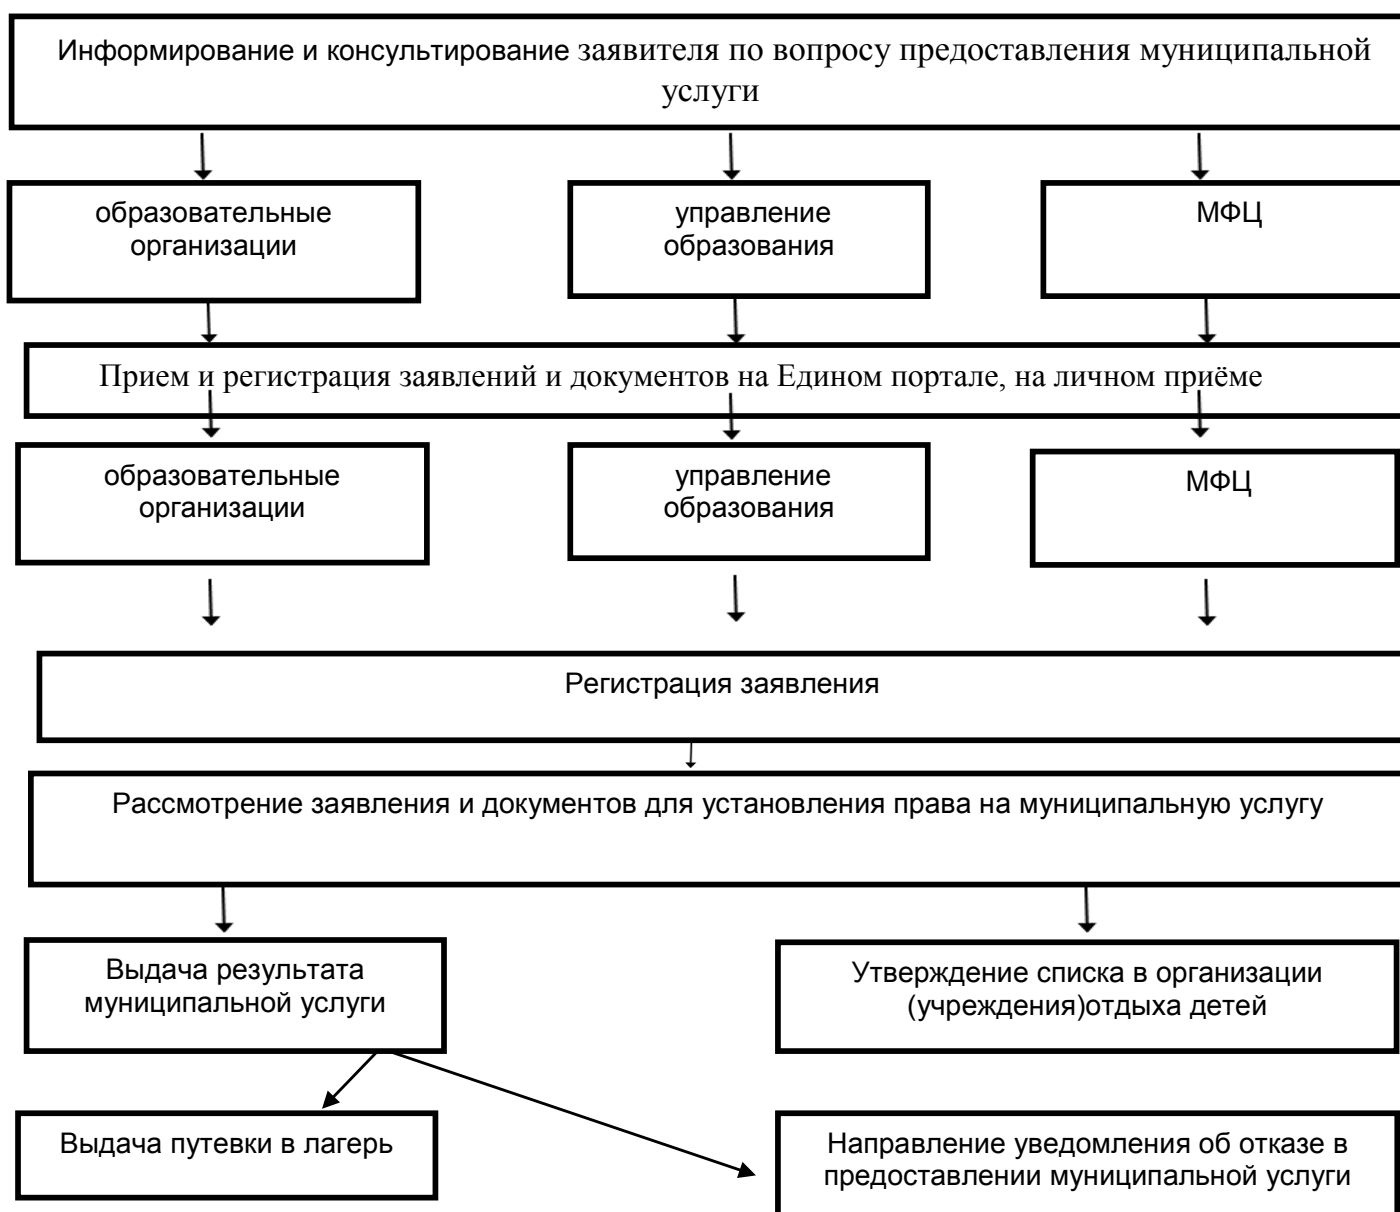 Информирование и консультирование заявителя по вопросу предоставления муниципальной
услуги
образовательные
организации
управление
образования
МФЦ
Прием и регистрация заявлений и документов на Едином портале, на личном приёме
образовательные
организации
управление
образования
МФЦ
Регистрация заявления
Рассмотрение заявления и документов для установления права на муниципальную услугу
Выдача результата
муниципальной услуги
Утверждение списка в организации
(учреждения)отдыха детей
Выдача путевки в лагерь
Направление уведомления об отказе в
предоставлении муниципальной услуги